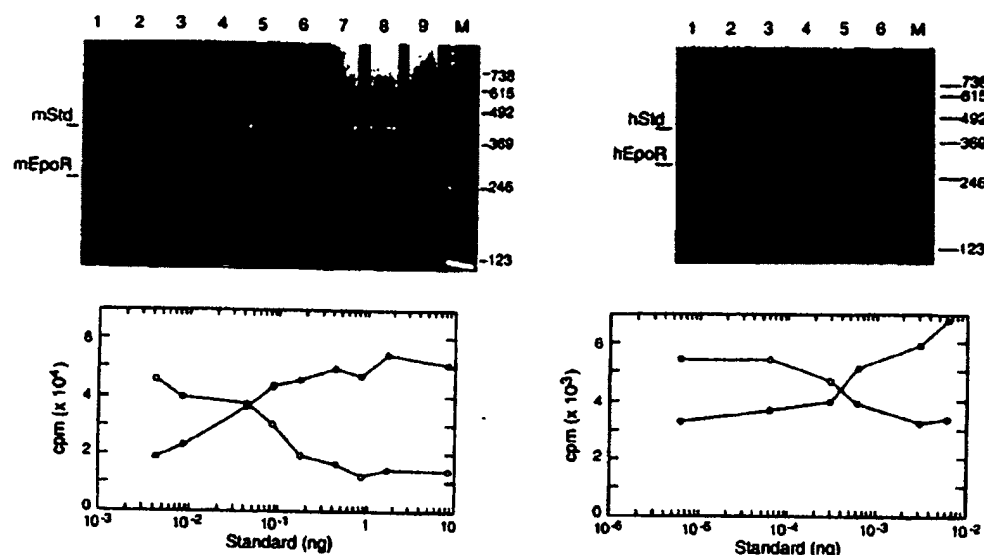 1 2 3 4 5 6 7 8 9 M
738
615
492
369
246
123
mStd
mEpoR
1 2 3 4 5 6 M
738
615
492
369
246
123
hStd
hEpoR
6
4
2
0
cpm (x 10⁴)
10⁻³ 10⁻² 10⁻¹ 1 10
Standard (ng)
6
4
2
0
cpm (x 10³)
10⁻⁶ 10⁻⁵ 10⁻⁴ 10⁻³ 10⁻²
Standard (ng)